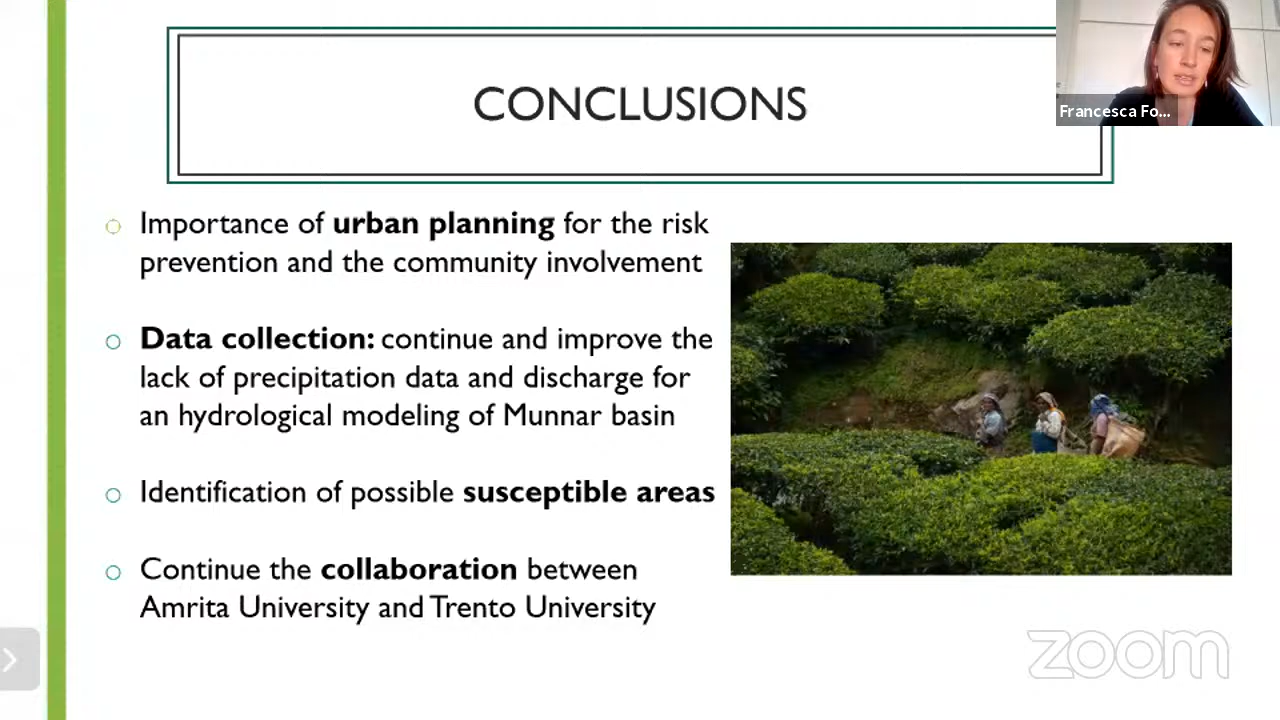 CONCLUSIONS
Francesca Fo...
Importance of urban planning for the risk
prevention and the community involvement
Data collection: continue and improve the
lack of precipitation data and discharge for
an hydrological modeling of Munnar basin
Identification of possible susceptible areas
Continue the collaboration between
Amrita University and Trento University
zoom